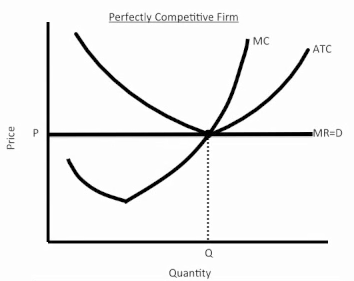 Perfectly Competitive Firm
MC
ATC
P
MR=D
Price
Q
Quantity